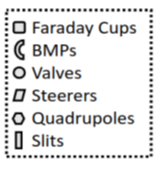 Faraday Cups
BMPs
Valves
Steerers
Quadrupoles
Slits